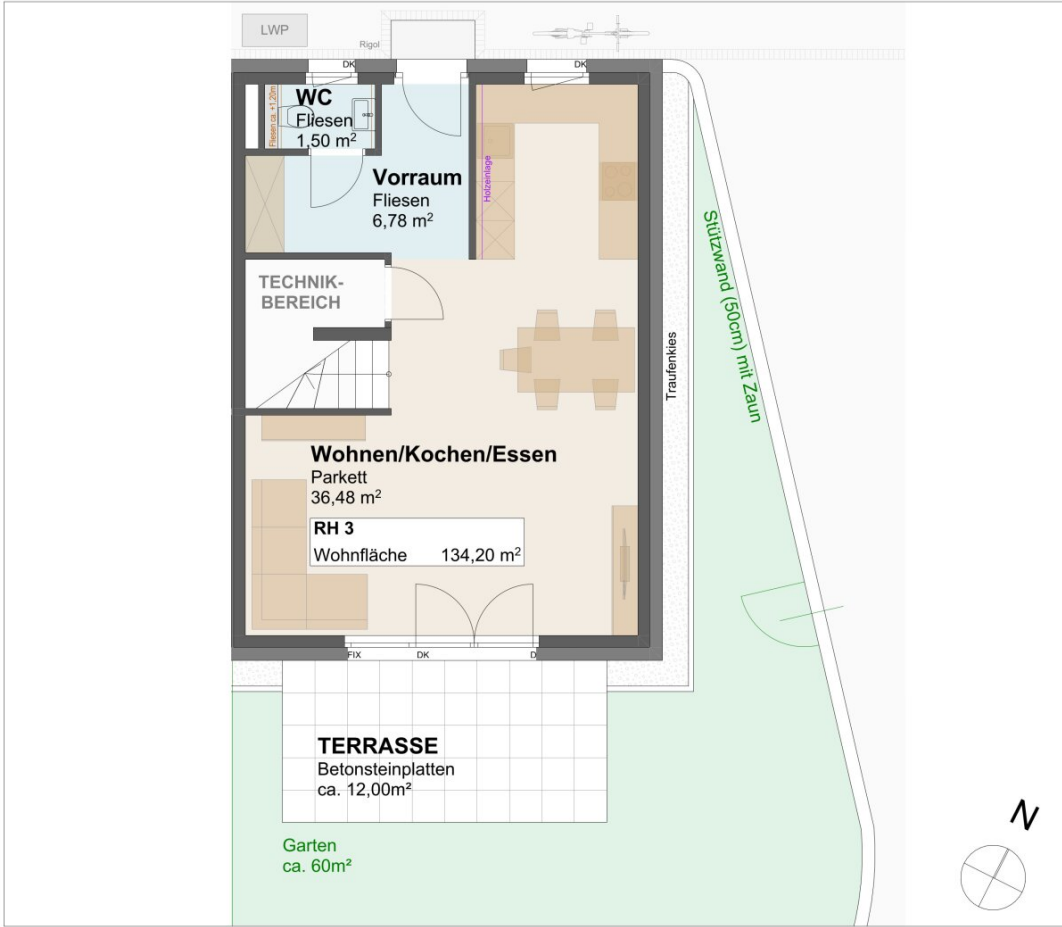 LWP
Rigol
DK
DK
WC
Fliesen
1,50 m²
Fliesen ca. +1,20m
Vorraum
Fliesen
6,78 m²
Holzeinlage
TECHNIK-
BEREICH
Stützwand (50cm) mit Zaun
Traufenkies
Wohnen/Kochen/Essen
Parkett
36,48 m²
RH 3
Wohnfläche 134,20 m²
FIX
DK
D
TERRASSE
Betonsteinplatten
ca. 12,00m²
Garten
ca. 60m²
N